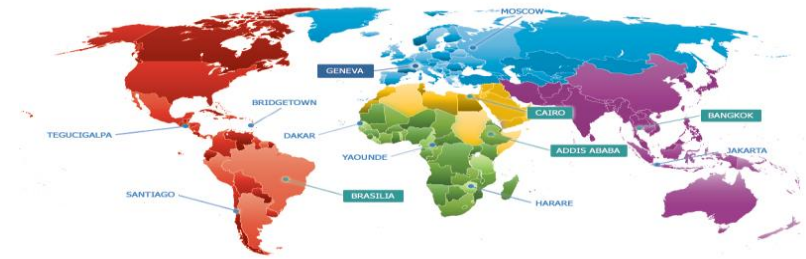 MOSCOW
GENEVA
BRIDGETOWN
CAIRO
BANGKOK
TEGUCIGALPA
DAKAR
YAOUNDE
ADDIS ABABA
JAKARTA
SANTIAGO
BRASILIA
HARARE